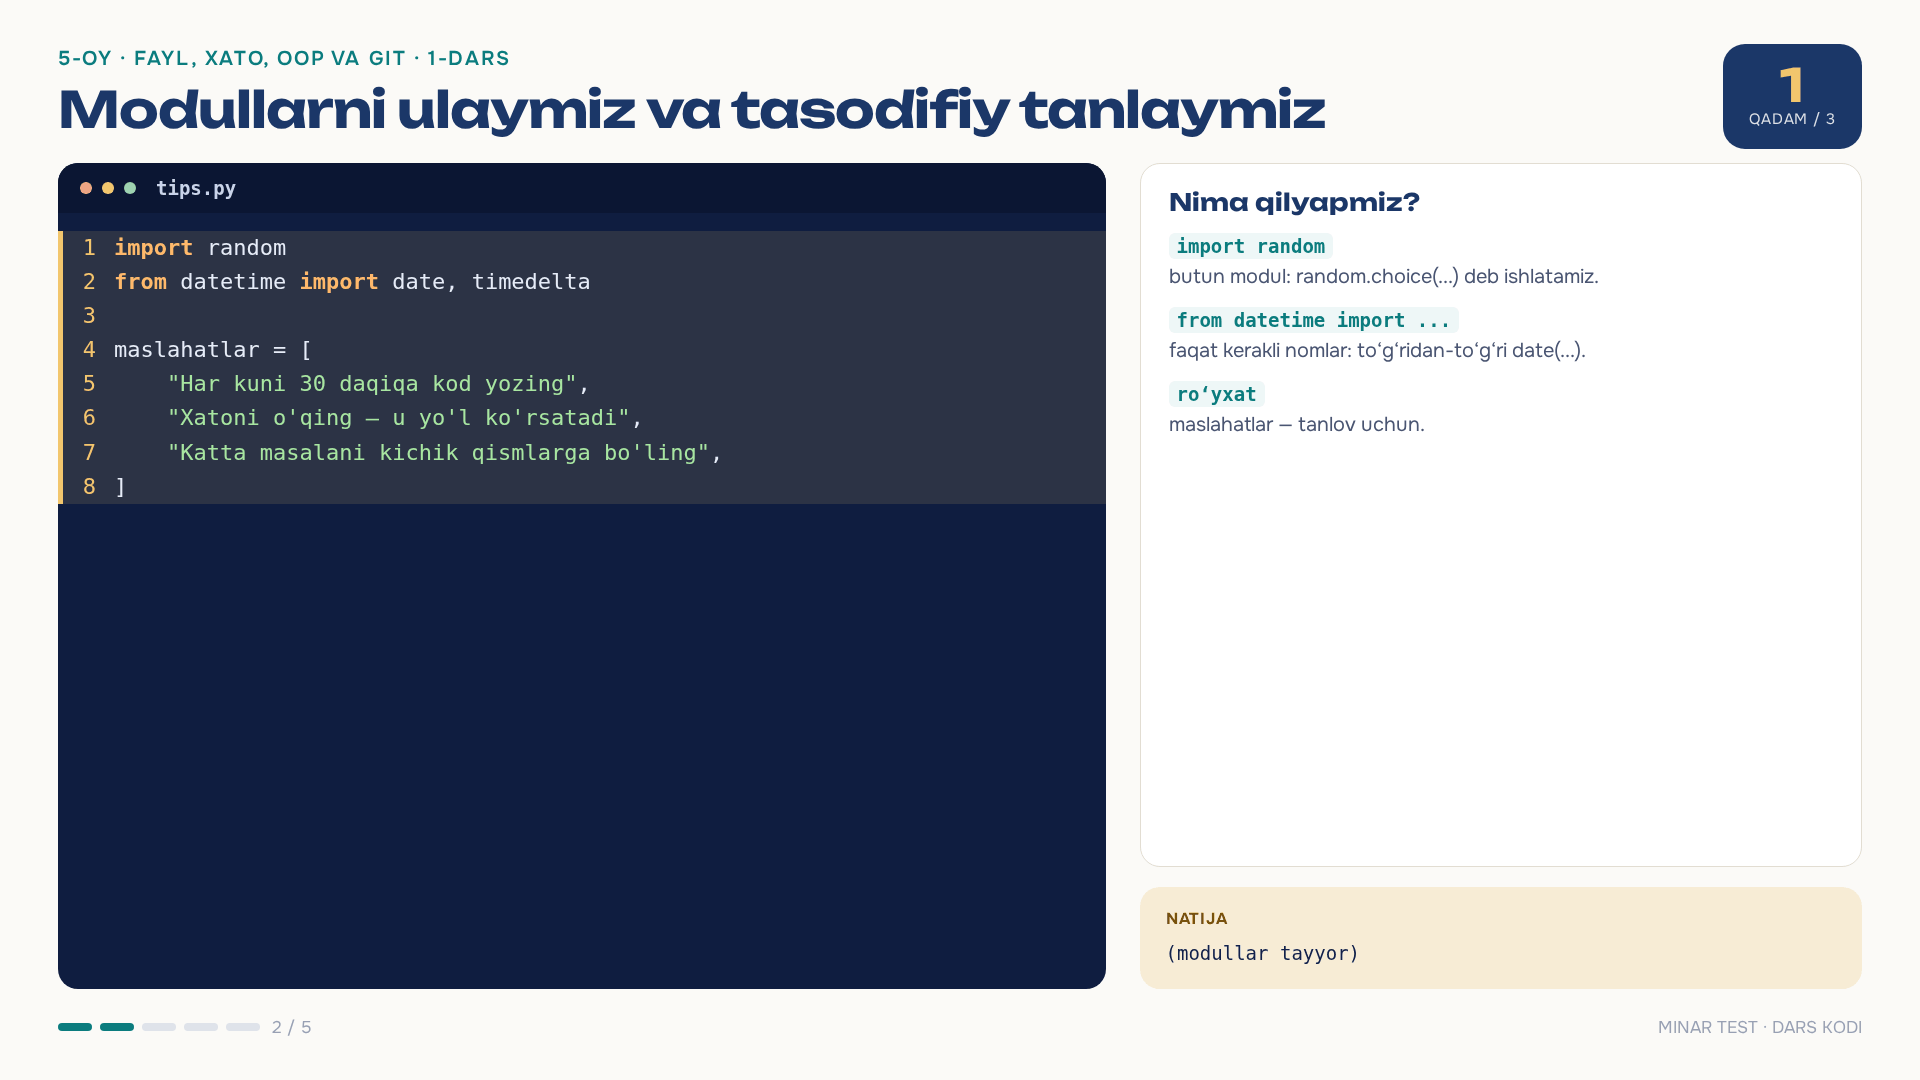 5-OY · FAYL, XATO, OOP VA GIT · 1-DARS
Modullarni ulaymiz va tasodifiy tanlaymiz
1
QADAM / 3
tips.py
1 import random
2 from datetime import date, timedelta
3
4 maslahatlar = [
5     "Har kuni 30 daqiqa kod yozing",
6     "Xatoni o'qing — u yo'l ko'rsatadi",
7     "Katta masalani kichik qismlarga bo'ling",
8 ]
Nima qilyapmiz?
import random
butun modul: random.choice(...) deb ishlatamiz.
from datetime import ...
faqat kerakli nomlar: to‘g‘ridan-to‘g‘ri date(...).
ro‘yxat
maslahatlar — tanlov uchun.
NATIJA
(modullar tayyor)
2 / 5
MINAR TEST · DARS KODI